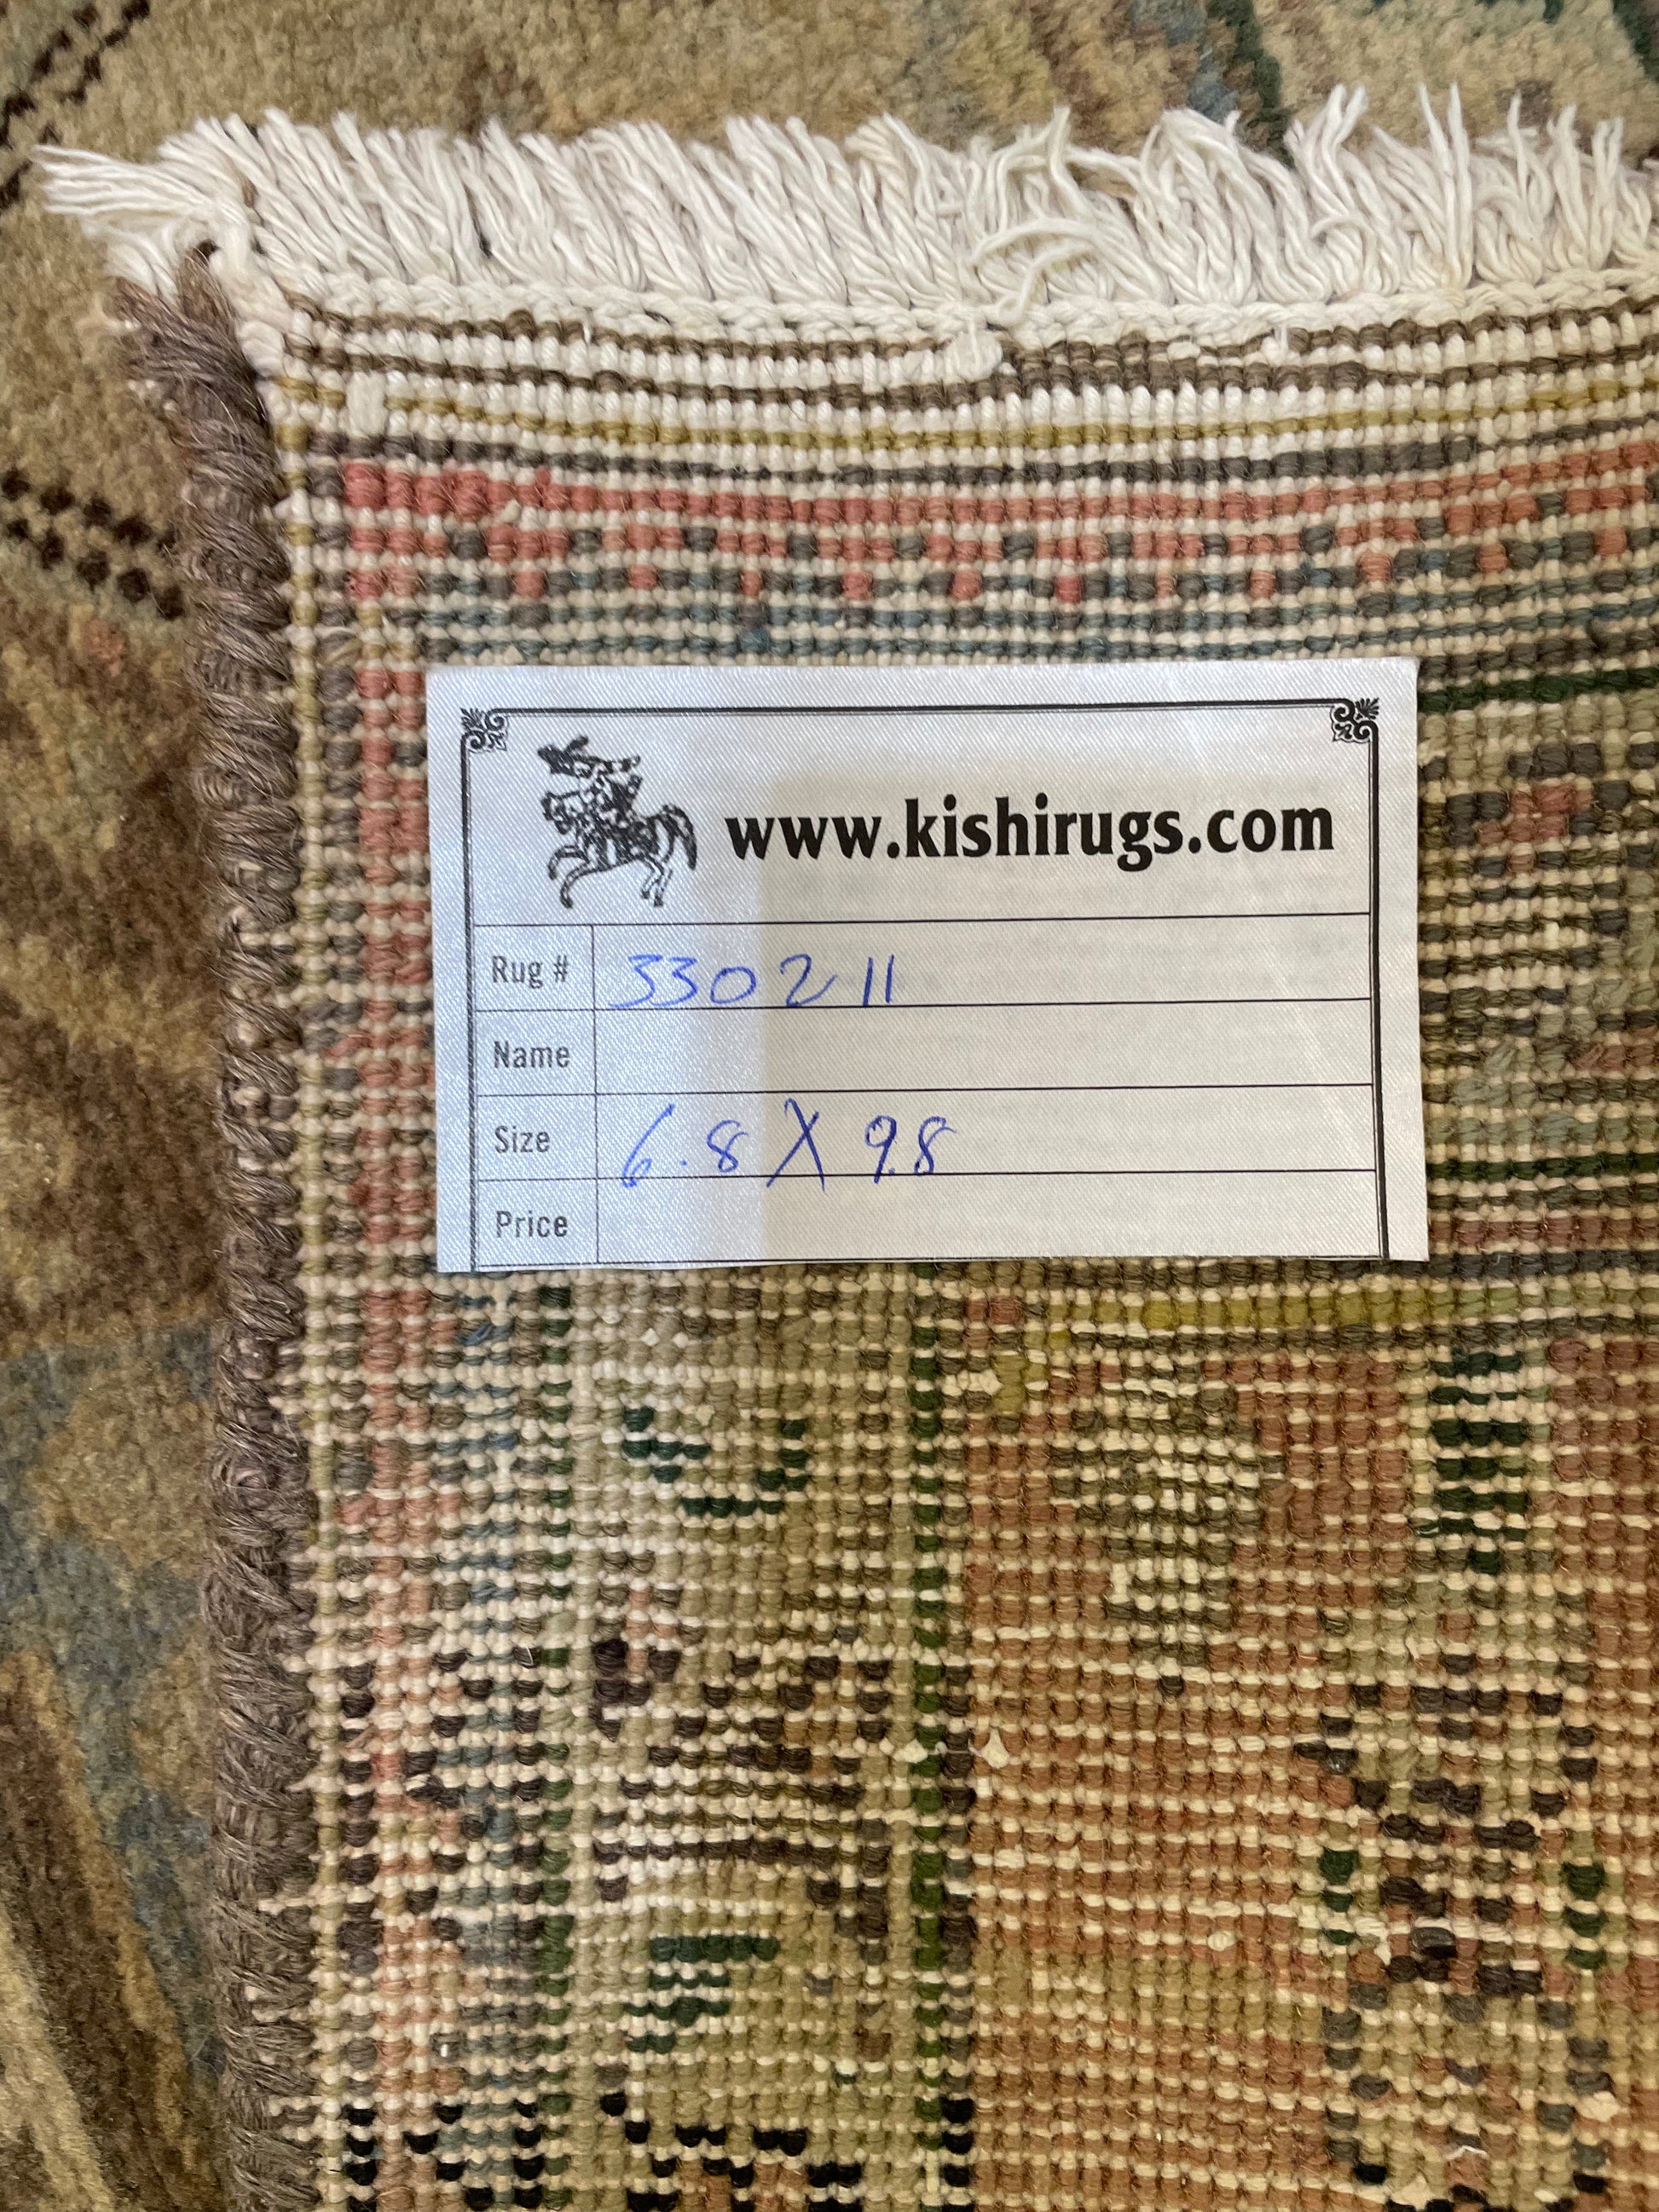 www.kishirugs.com
Rug # 330211
Name
Size 6.8 X 9.8
Price